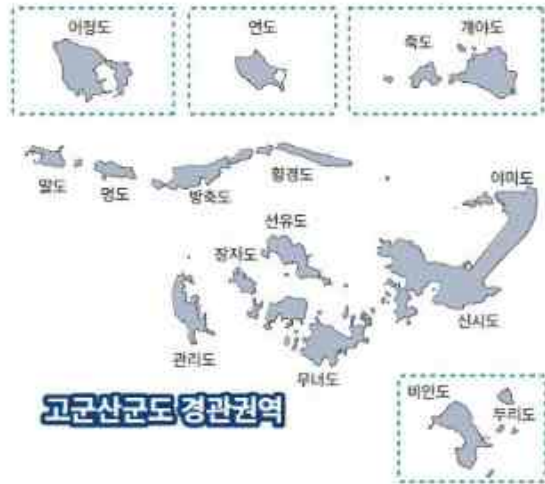 어청도
연도
죽도
개야도
말도
명도
방축도
횡경도
야미도
선유도
장자도
신시도
관리도
무녀도
고군산군도 경관권역
비안도
두리도